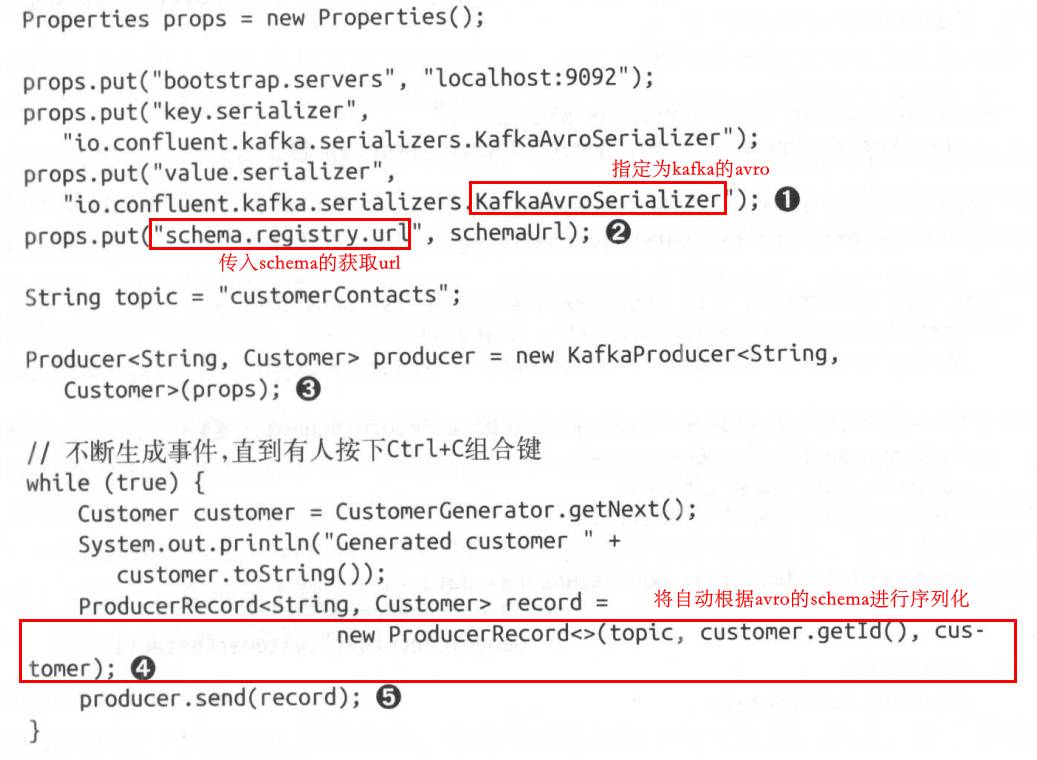 Properties props = new Properties();
props.put("bootstrap.servers", "localhost:9092");
props.put("key.serializer",
"io.confluent.kafka.serializers.KafkaAvroSerializer");
props.put("value.serializer",
指定为kafka的avro
"io.confluent.kafka.serializers.KafkaAvroSerializer"); ❶
props.put("schema.registry.url", schemaUrl); ❷
传入schema的获取url
String topic = "customerContacts";
Producer<String, Customer> producer = new KafkaProducer<String,
Customer>(props); ❸
// 不断生成事件,直到有人按下Ctrl+C组合键
while (true) {
Customer customer = CustomerGenerator.getNext();
System.out.println("Generated customer " +
customer.toString());
ProducerRecord<String, Customer> record =
将自动根据avro的schema进行序列化
new ProducerRecord<>(topic, customer.getId(), cus-
tomer); ❹
producer.send(record); ❺
}